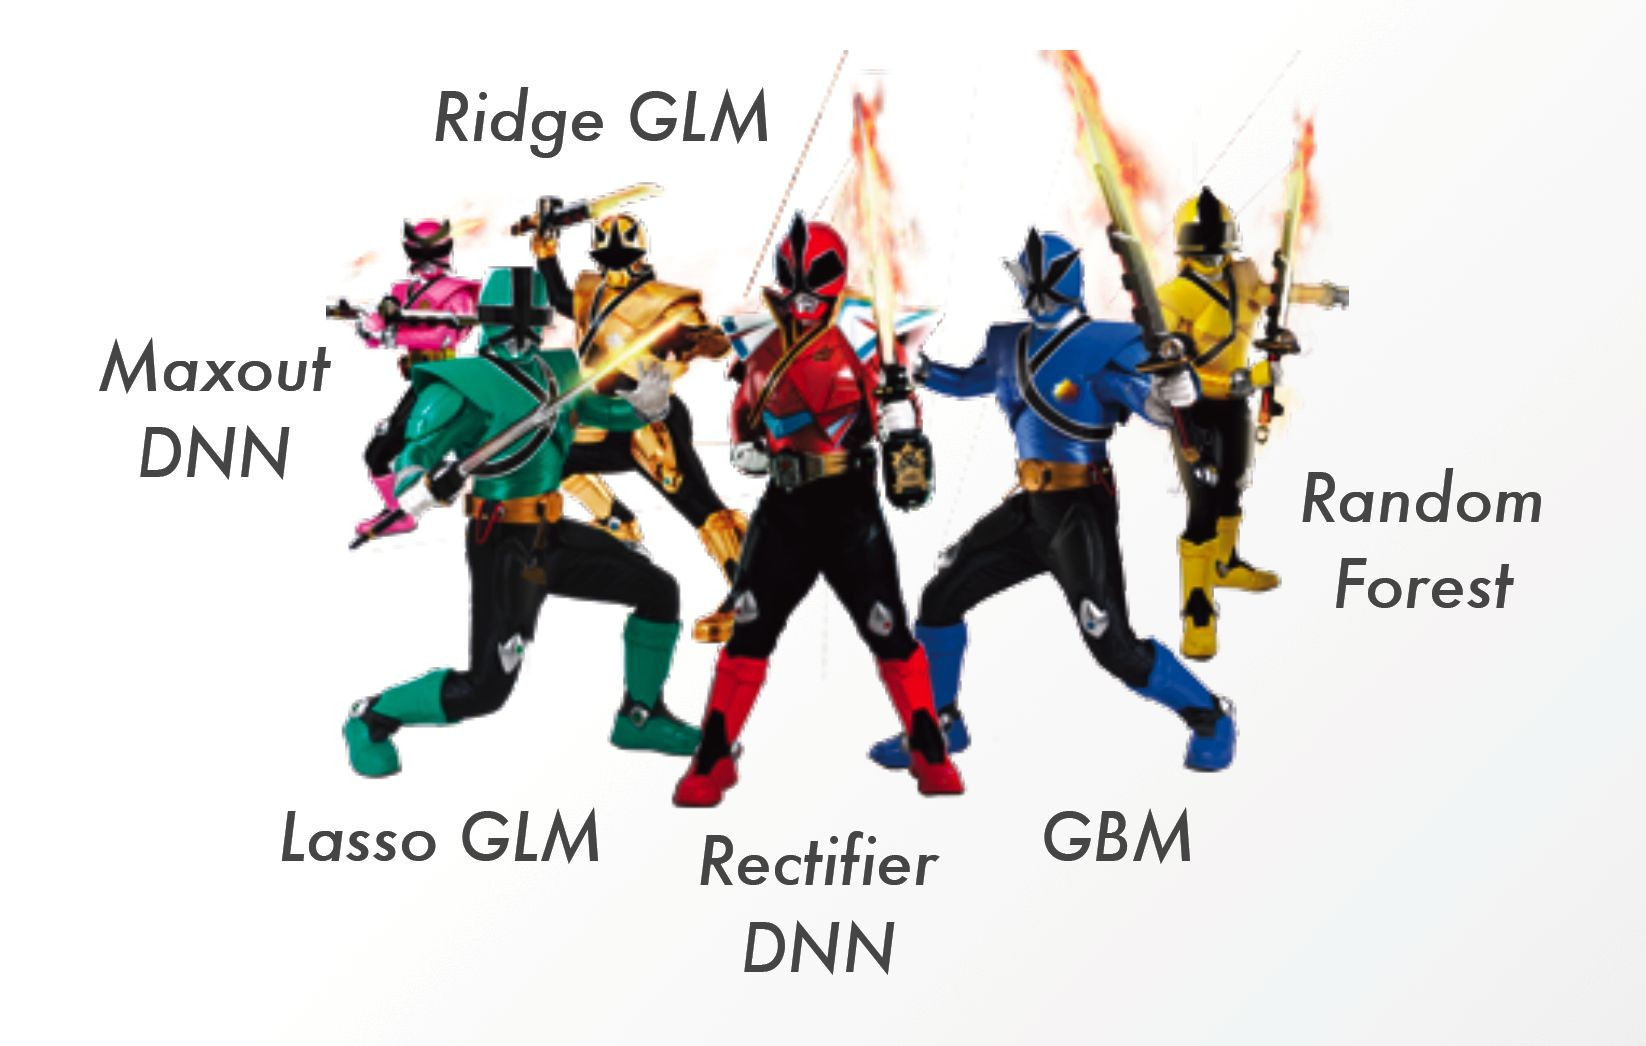 Ridge GLM
Maxout
DNN
Random
Forest
Lasso GLM
Rectifier
DNN
GBM